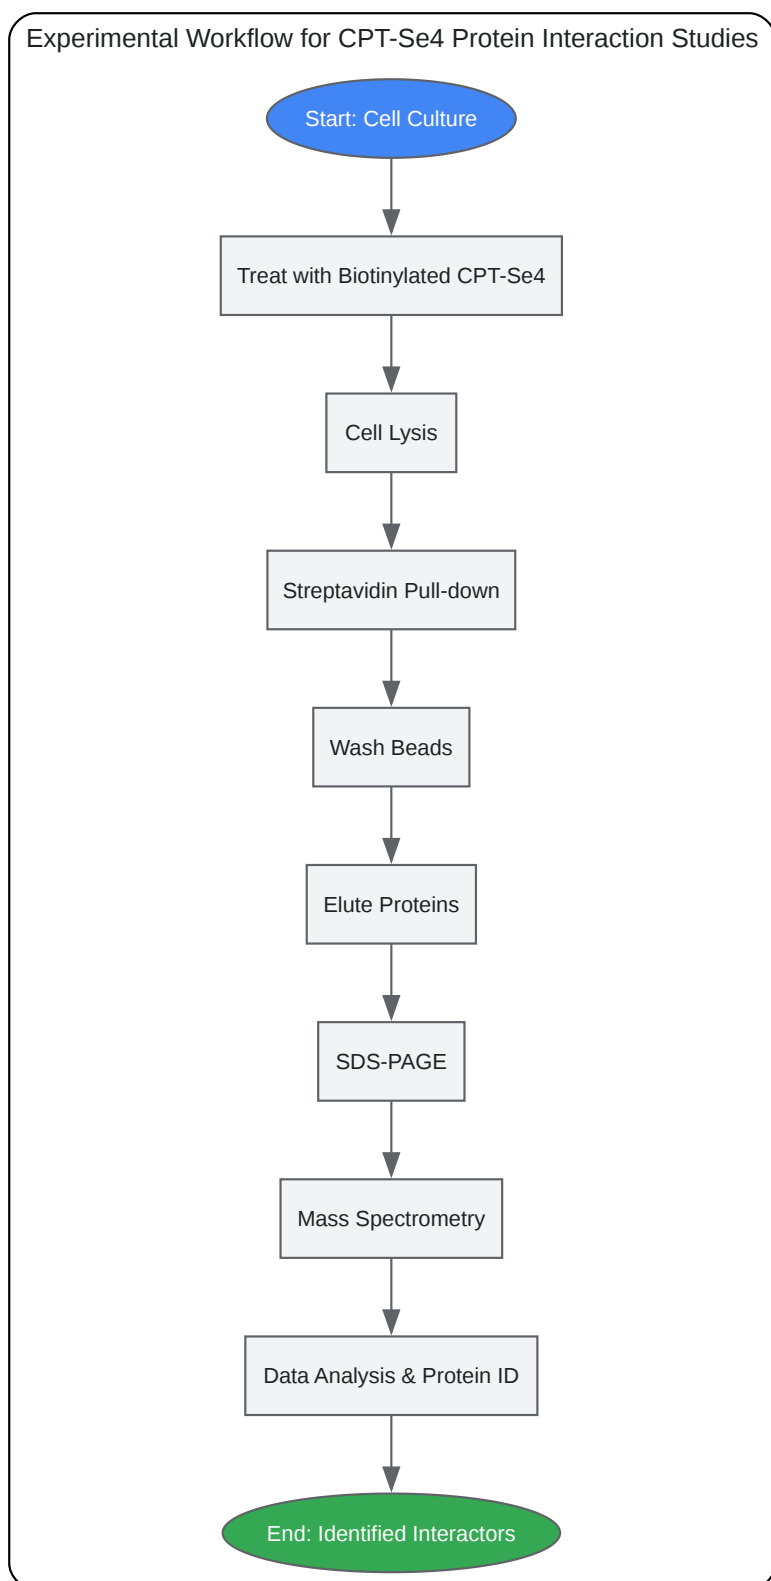 Experimental Workflow for CPT-Se4 Protein Interaction Studies
Start: Cell Culture
Treat with Biotinylated CPT-Se4
Cell Lysis
Streptavidin Pull-down
Wash Beads
Elute Proteins
SDS-PAGE
Mass Spectrometry
Data Analysis & Protein ID
End: Identified Interactors